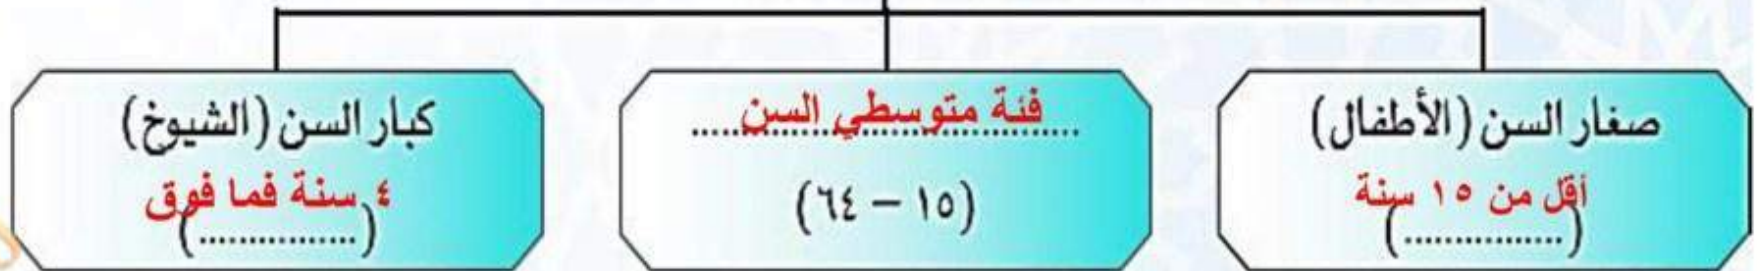 صغار السن (الأطفال)
أقل من ١٥ سنة
(................)
فئة متوسطي السن
(١٥ – ٦٤)
كبار السن (الشيوخ)
٤ سنة فما فوق
(................)